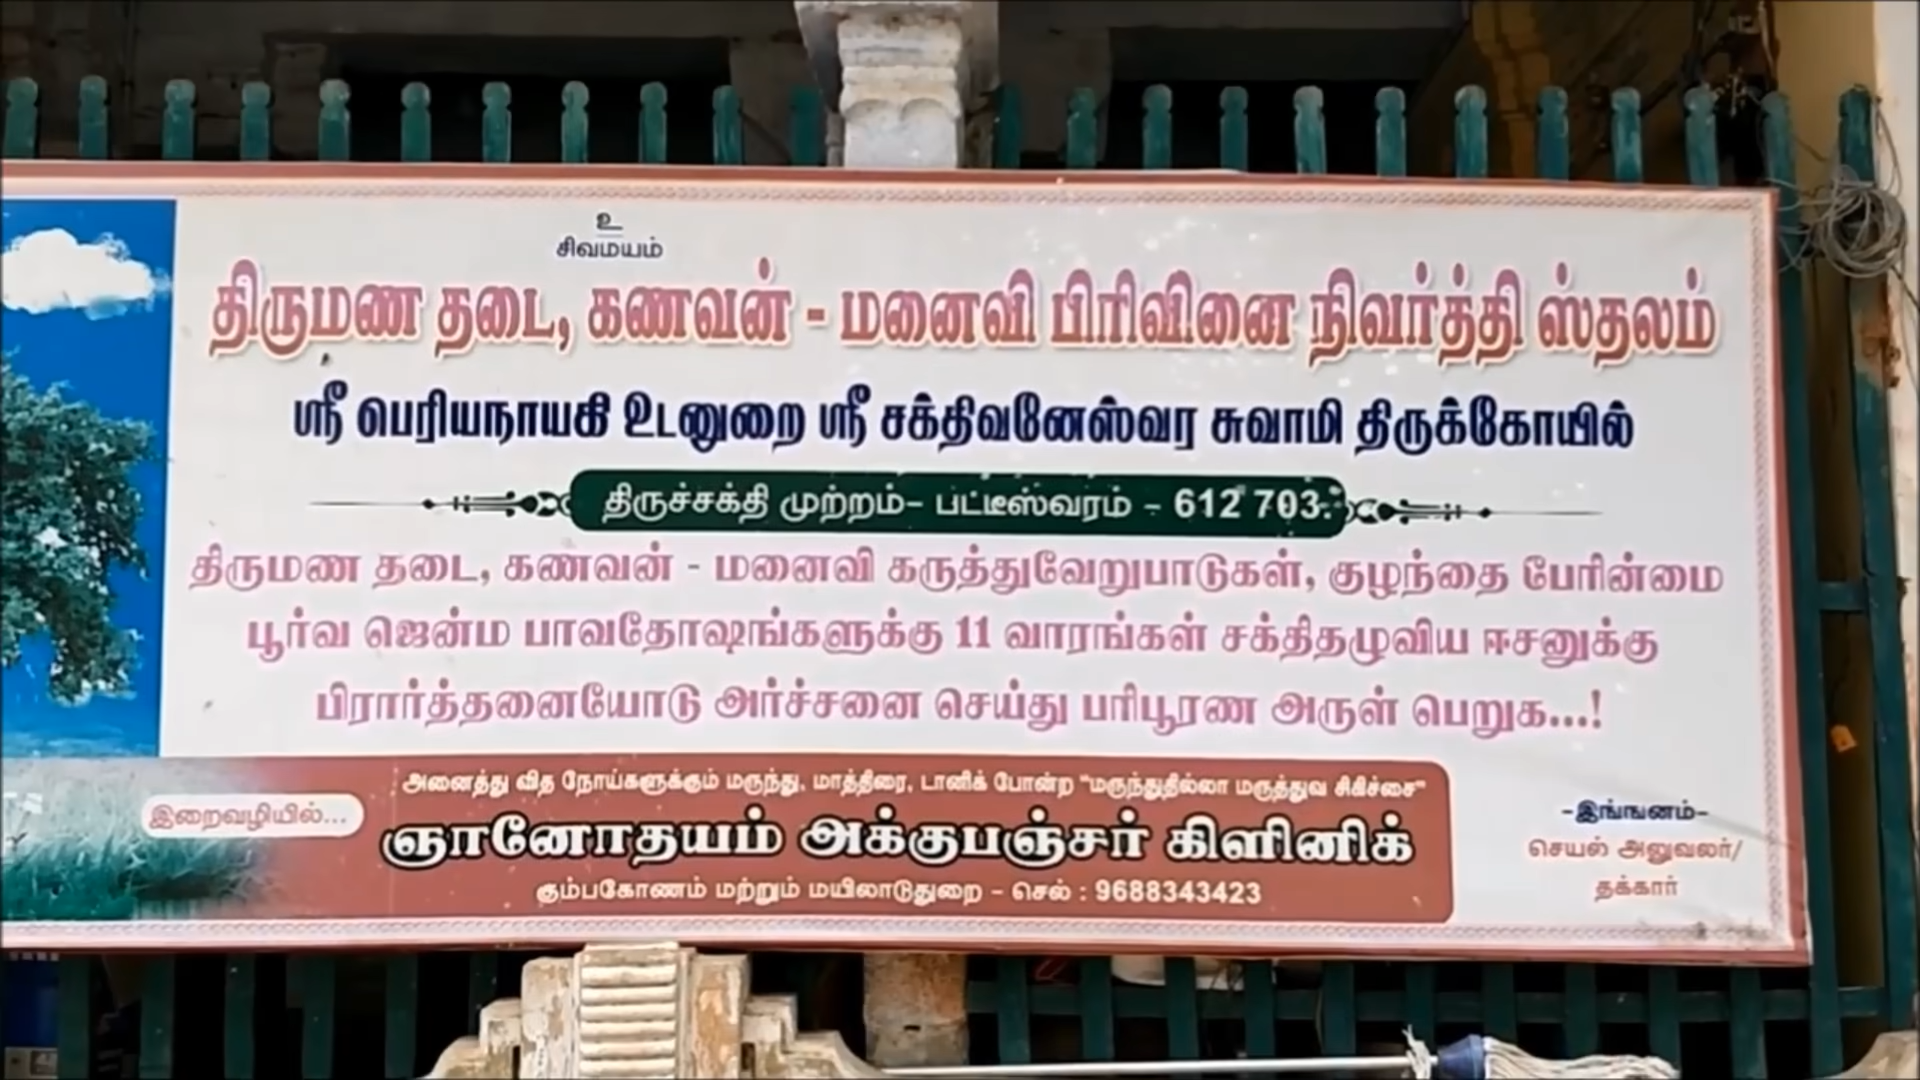 உ
சிவமயம்
திருமண தடை, கணவன் - மனைவி பிரிவினை நிவர்த்தி ஸ்தலம்
ஸ்ரீ பெரியநாயகி உடனுறை ஸ்ரீ சக்திவனேஸ்வர சுவாமி திருக்கோயில்
திருச்சக்தி முற்றம்- பட்டீஸ்வரம் - 612 703.
திருமண தடை, கணவன் - மனைவி கருத்துவேறுபாடுகள், குழந்தை பேரின்மை
பூர்வ ஜென்ம பாவதோஷங்களுக்கு 11 வாரங்கள் சக்திதழுவிய ஈசனுக்கு
பிரார்த்தனையோடு அர்ச்சனை செய்து பரிபூரண அருள் பெறுக...!
அனைத்து வித நோய்களுக்கும் மருந்து, மாத்திரை, டானிக் போன்ற "மருந்துதில்லா மருத்துவ சிகிச்சை"
இறைவழியில்...
ஞானோதயம் அக்குபஞ்சர் கிளினிக்
கும்பகோணம் மற்றும் மயிலாடுதுறை - செல் : 9688343423
-இங்ஙனம்-
செயல் அலுவலர்/
தக்கார்